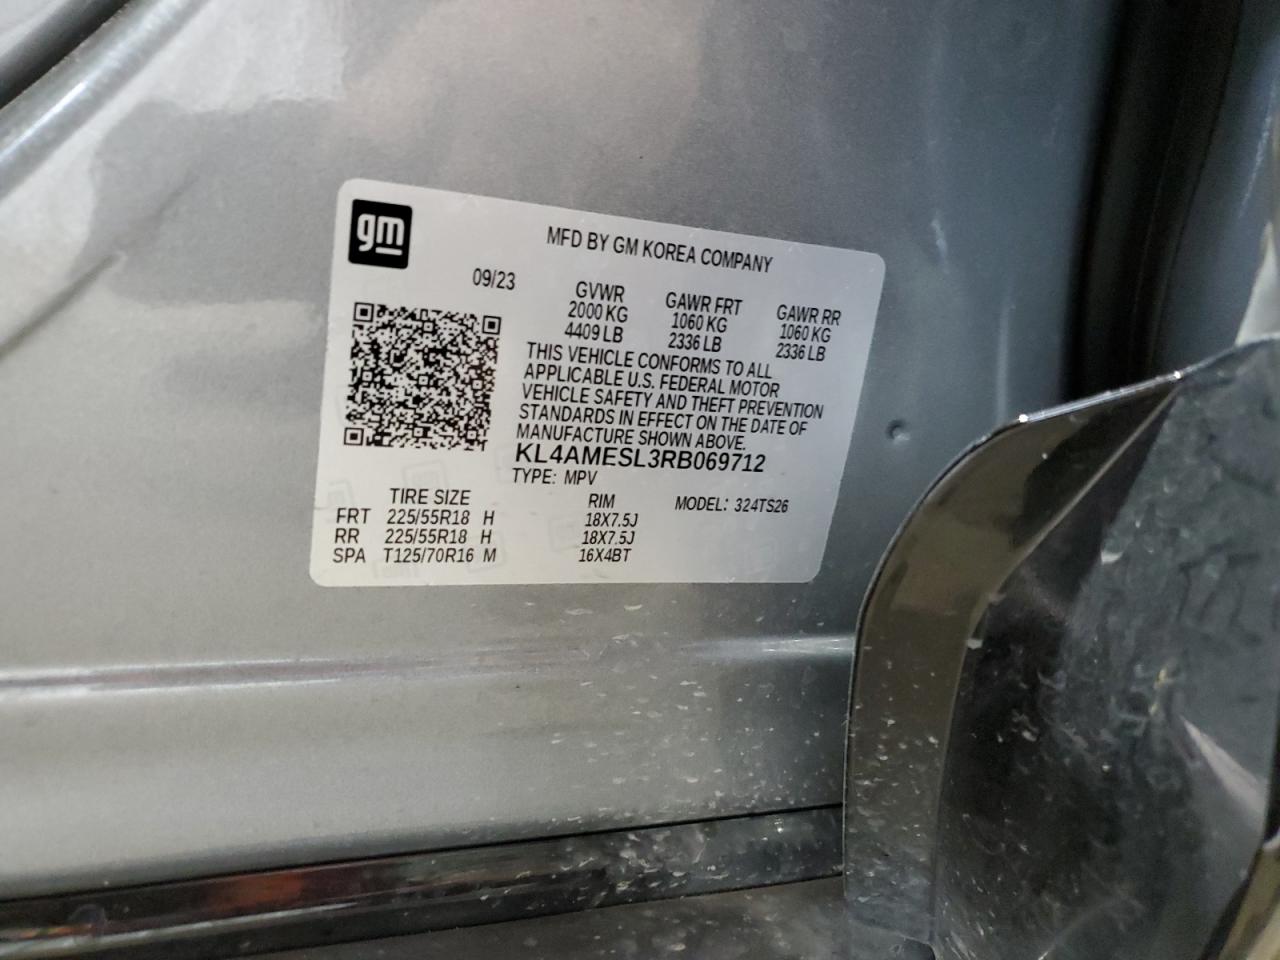 gm
MFD BY GM KOREA COMPANY
09/23
GVWR GAWR FRT GAWR RR
2000 KG 1060 KG 1060 KG
4409 LB 2336 LB 2336 LB
THIS VEHICLE CONFORMS TO ALL
APPLICABLE U.S. FEDERAL MOTOR
VEHICLE SAFETY AND THEFT PREVENTION
STANDARDS IN EFFECT ON THE DATE OF
MANUFACTURE SHOWN ABOVE.
KL4AMESL3RB069712
TYPE: MPV
TIRE SIZE RIM MODEL: 324TS26
FRT 225/55R18 H 18X7.5J
RR 225/55R18 H 18X7.5J
SPA T125/70R16 M 16X4BT